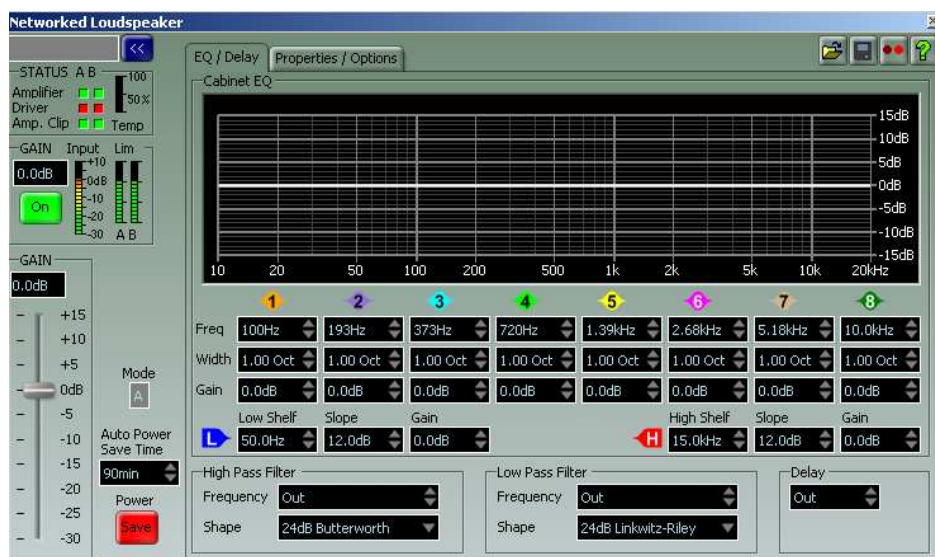 Networked Loudspeaker
<<
STATUS A B
Amplifier
Driver
Amp. Clip
100
50%
Temp
GAIN Input Lim
0.0dB
On
+10
0dB
-10
-20
-30
A B
GAIN
0.0dB
+15
+10
+5
0dB
-5
-10
-15
-20
-25
-30
Mode
A
Auto Power
Save Time
90min
Power
Save
EQ / Delay Properties / Options
?
Cabinet EQ
15dB
10dB
5dB
0dB
-5dB
-10dB
-15dB
10 20 50 100 200 500 1k 2k 5k 10k 20kHz
1 2 3 4 5 6 7 8
Freq 100Hz 193Hz 373Hz 720Hz 1.39kHz 2.68kHz 5.18kHz 10.0kHz
Width 1.00 Oct 1.00 Oct 1.00 Oct 1.00 Oct 1.00 Oct 1.00 Oct 1.00 Oct 1.00 Oct
Gain 0.0dB 0.0dB 0.0dB 0.0dB 0.0dB 0.0dB 0.0dB 0.0dB
Low Shelf Slope Gain High Shelf Slope Gain
L 50.0Hz 12.0dB 0.0dB H 15.0kHz 12.0dB 0.0dB
High Pass Filter
Frequency Out
Shape 24dB Butterworth
Low Pass Filter
Frequency Out
Shape 24dB Linkwitz-Riley
Delay
Out